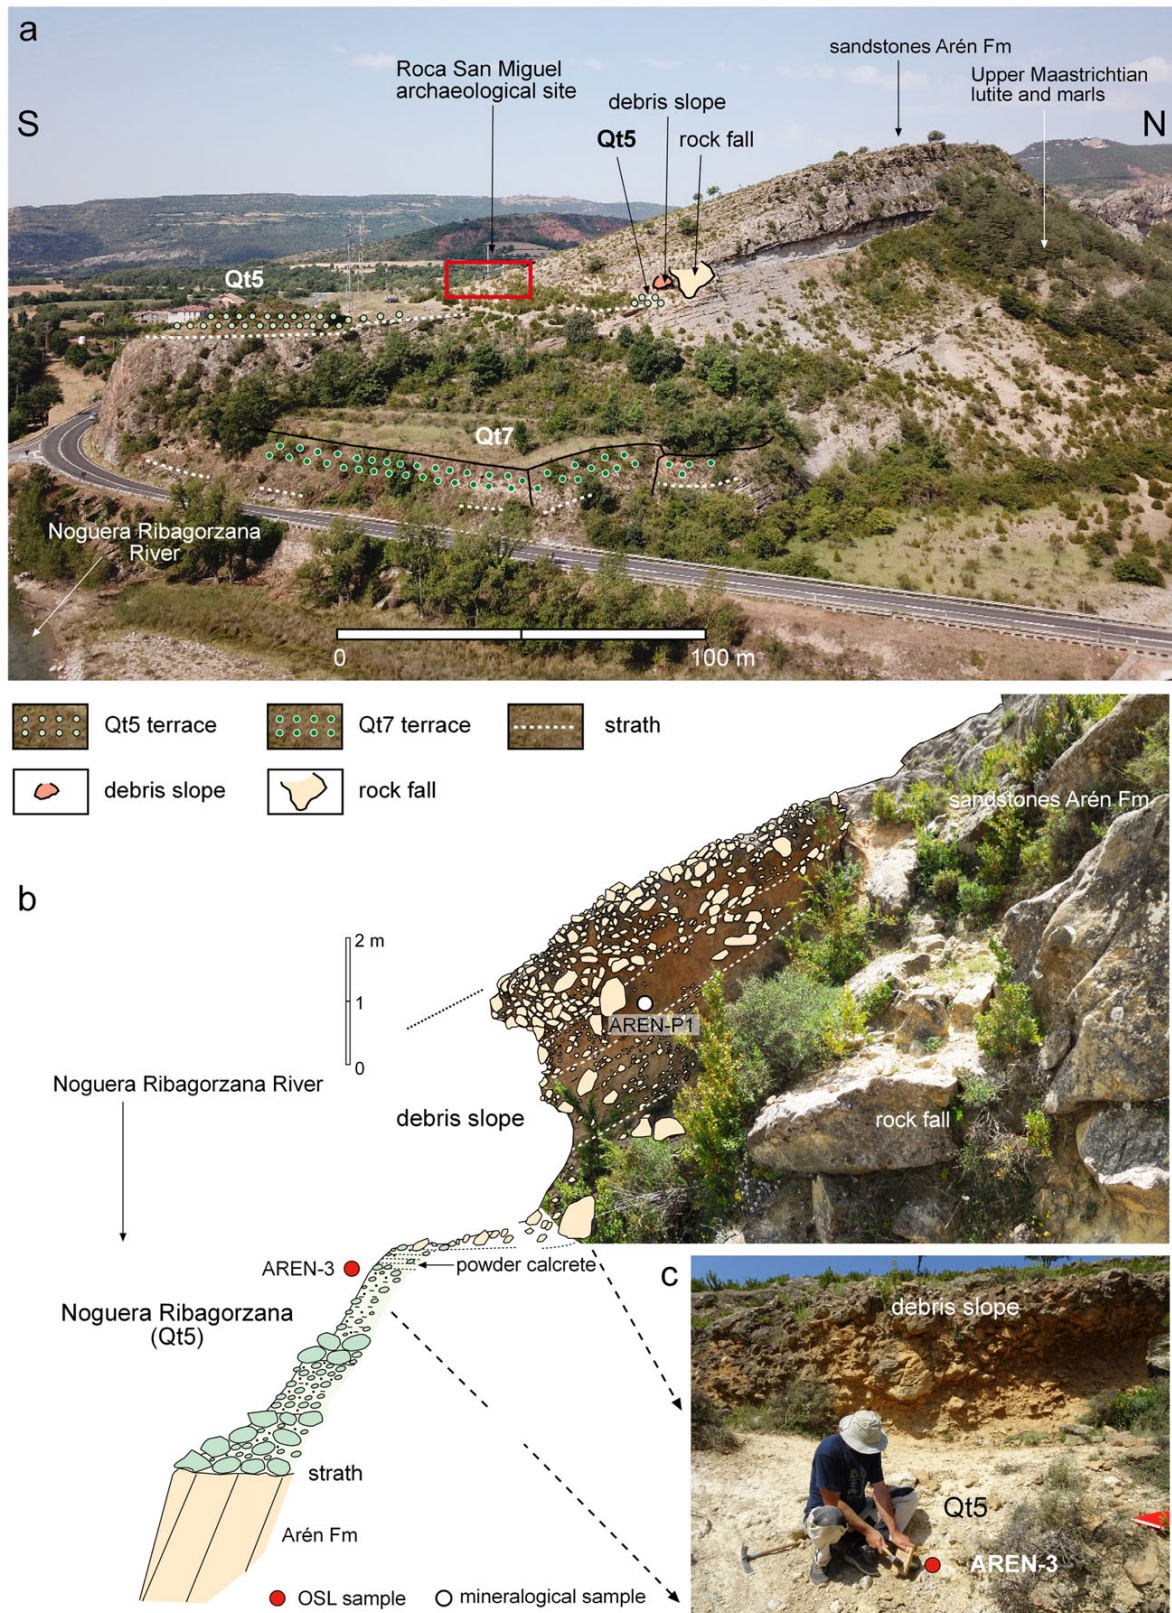 a
sandstones Arén Fm
Roca San Miguel
archaeological site
Upper Maastrichtian
lutite and marls
debris slope
S
N
Qt5
rock fall
Qt5
Qt7
Noguera Ribagorzana
River
0
100 m
Qt5 terrace
Qt7 terrace
strath
debris slope
rock fall
sandstones Arén Fm
b
2 m
1
0
AREN-P1
Noguera Ribagorzana River
debris slope
rock fall
AREN-3
powder calcrete
c
Noguera Ribagorzana
(Qt5)
debris slope
strath
Qt5
Arén Fm
AREN-3
OSL sample
mineralogical sample